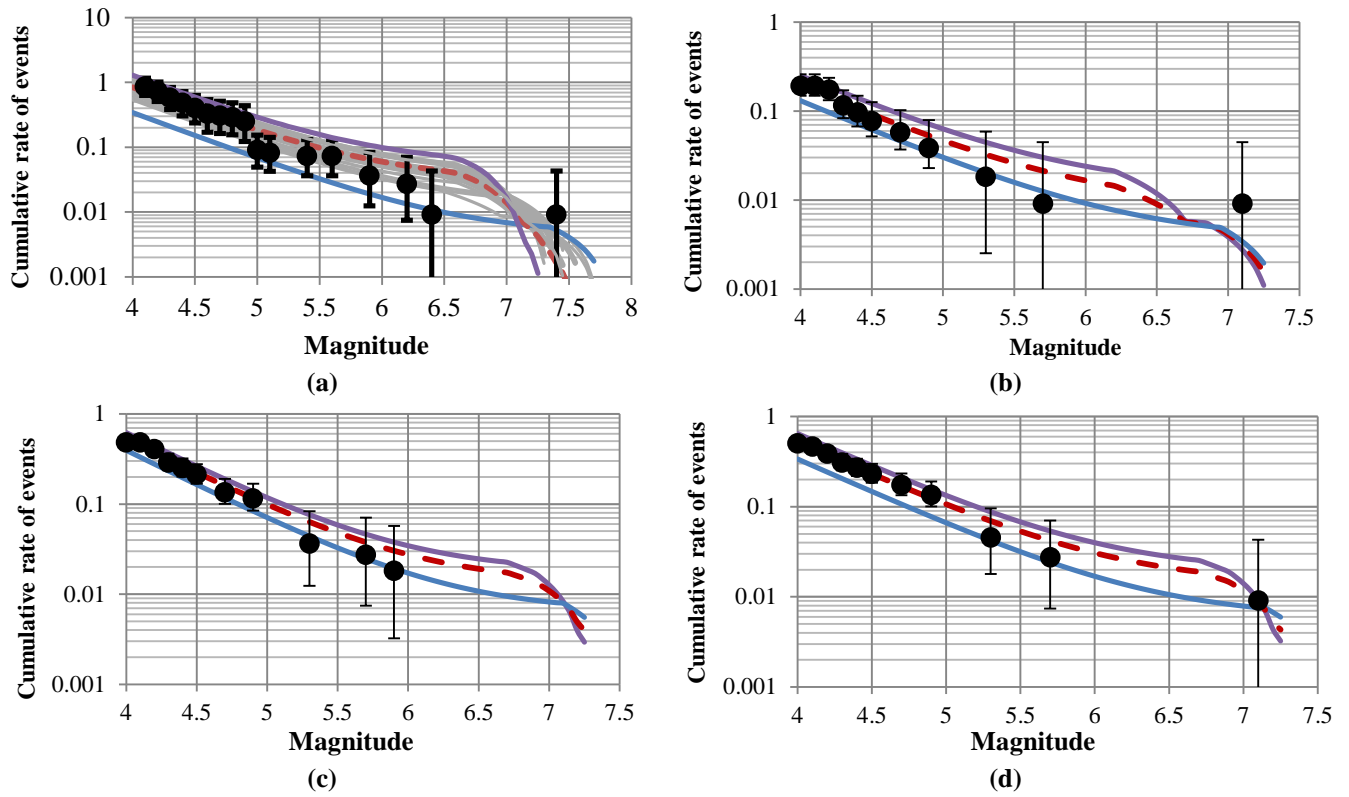 Cumulative rate of events
10
1
0.1
0.01
0.001
4 4.5 5 5.5 6 6.5 7 7.5 8
Magnitude
(a)
Cumulative rate of events
1
0.1
0.01
0.001
4 4.5 5 5.5 6 6.5 7 7.5
Magnitude
(b)
Cumulative rate of events
1
0.1
0.01
0.001
4 4.5 5 5.5 6 6.5 7 7.5
Magnitude
(c)
Cumulative rate of events
1
0.1
0.01
0.001
4 4.5 5 5.5 6 6.5 7 7.5
Magnitude
(d)